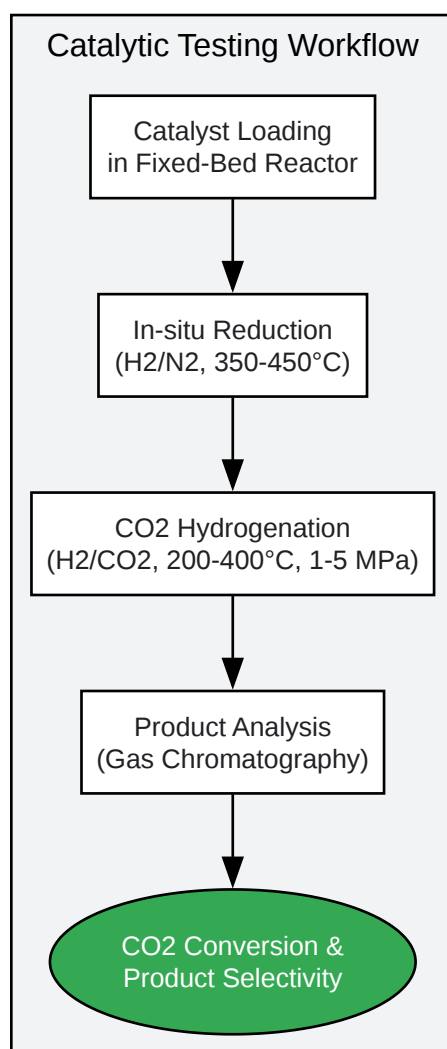 Catalytic Testing Workflow
Catalyst Loading
in Fixed-Bed Reactor
In-situ Reduction
(H2/N2, 350-450°C)
CO2 Hydrogenation
(H2/CO2, 200-400°C, 1-5 MPa)
Product Analysis
(Gas Chromatography)
CO2 Conversion &
Product Selectivity